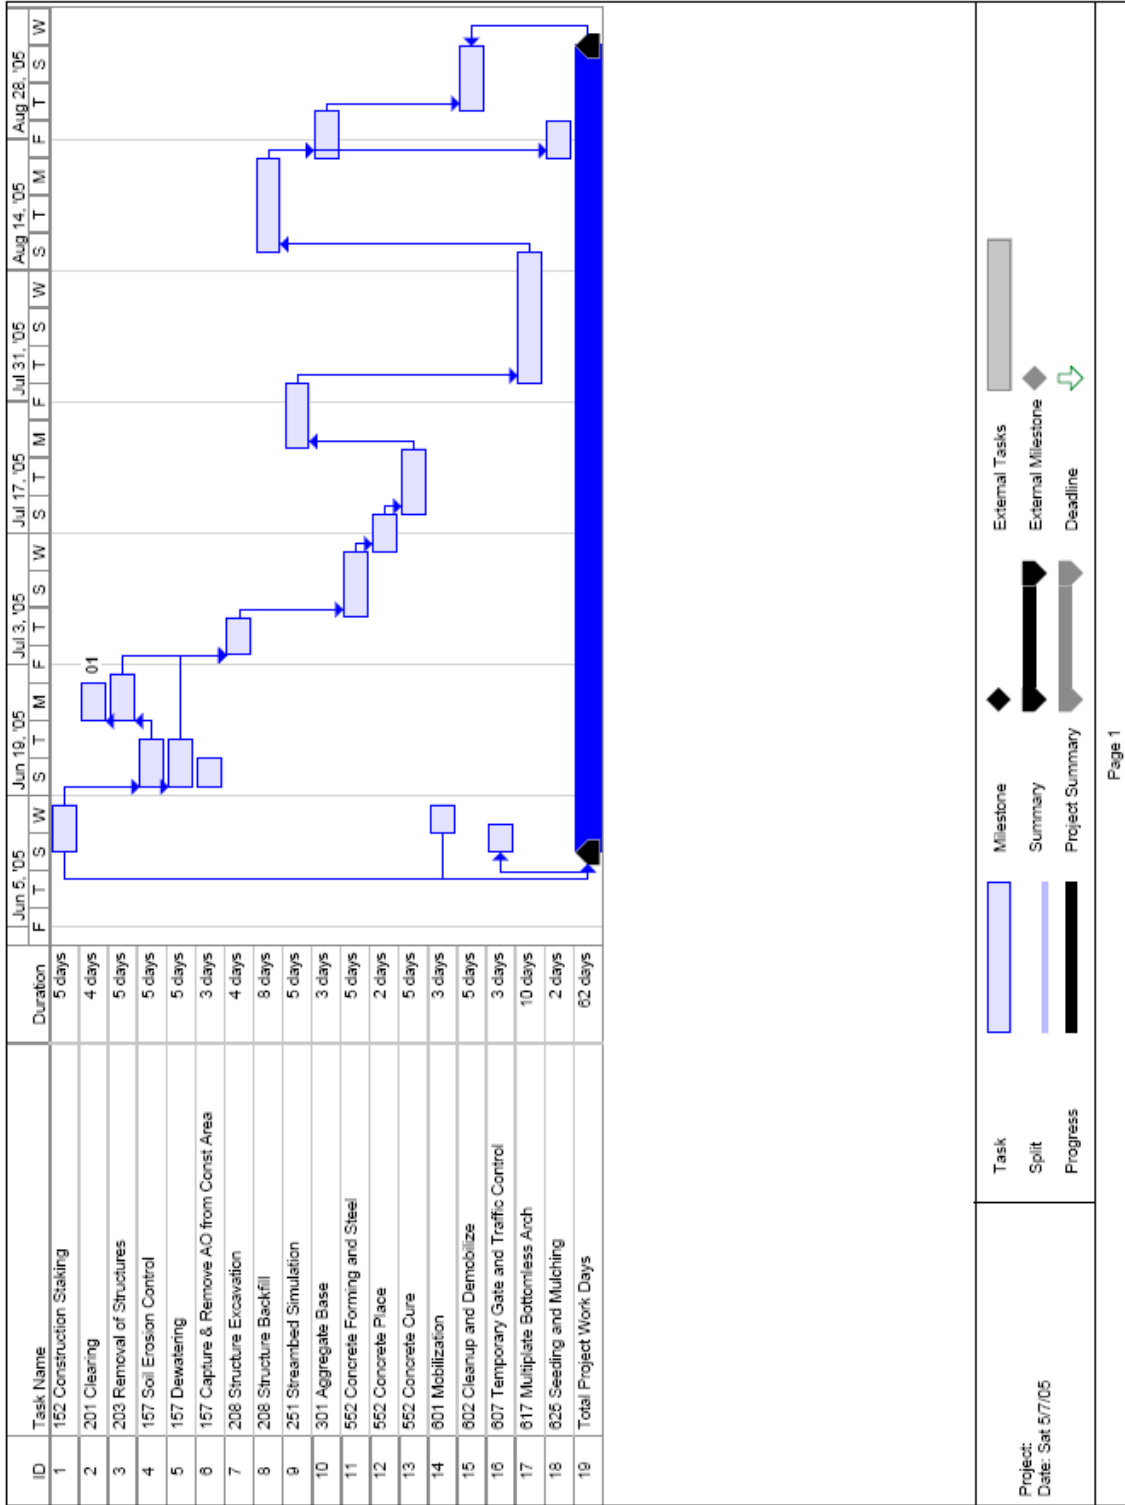 ID Task Name Duration Jun 5, '05 Jun 19, '05 Jul 3, '05 Jul 17, '05 Jul 31, '05 Aug 14, '05 Aug 28, '05
F T S W S T M F T S W S T M F T S W S T M F T S W
1 152 Construction Staking 5 days
2 201 Clearing 4 days 01
3 203 Removal of Structures 5 days
4 157 Soil Erosion Control 5 days
5 157 Dewatering 5 days
6 157 Capture & Remove AO from Const Area 3 days
7 208 Structure Excavation 4 days
8 208 Structure Backfill 8 days
9 251 Streambed Simulation 5 days
10 301 Aggregate Base 3 days
11 552 Concrete Forming and Steel 5 days
12 552 Concrete Place 2 days
13 552 Concrete Cure 5 days
14 601 Mobilization 3 days
15 602 Cleanup and Demobilize 5 days
16 607 Temporary Gate and Traffic Control 3 days
17 617 Multiplate Bottomless Arch 10 days
18 625 Seeding and Mulching 2 days
19 Total Project Work Days 62 days
Project:
Date: Sat 5/7/05
Task Milestone External Tasks
Split Summary External Milestone
Progress Project Summary Deadline
Page 1